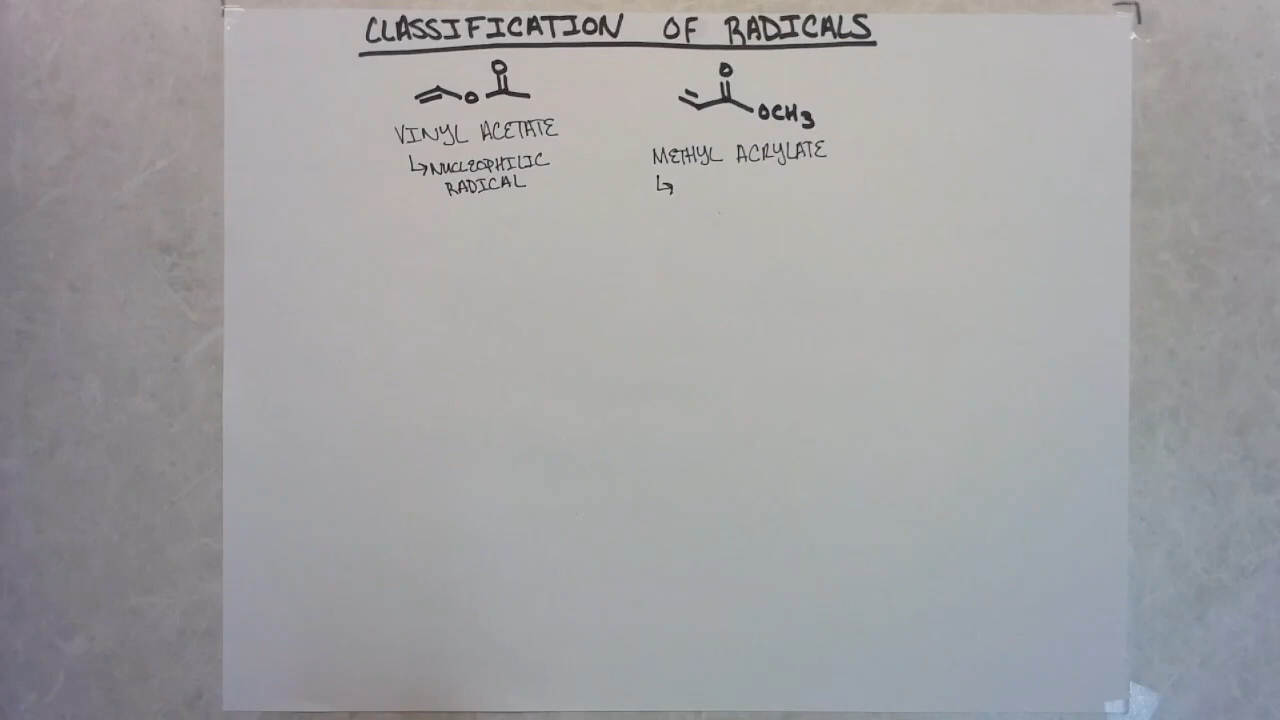 CLASSIFICATION OF RADICALS
O
O
VINYL ACETATE
↳NUCLEOPHILIC
RADICAL
O
OCH3
METHYL ACRYLATE
↳